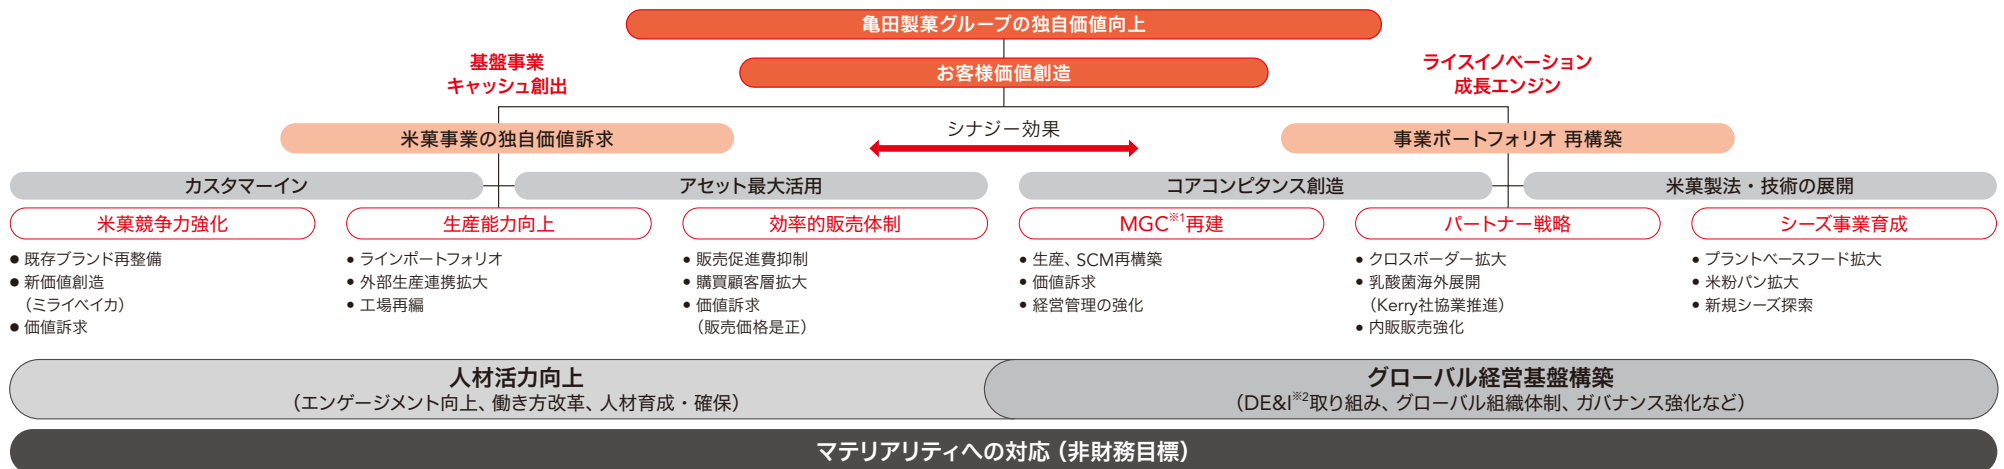 亀田製菓グループの独自価値向上
お客様価値創造
基盤事業
キャッシュ創出
ライスイノベーション
成長エンジン
米菓事業の独自価値訴求
シナジー効果
事業ポートフォリオ 再構築
カスタマーイン
アセット最大活用
コアコンピタンス創造
米菓製法・技術の展開
米菓競争力強化
● 既存ブランド再整備
● 新価値創造
（ミライベイカ）
● 価値訴求
生産能力向上
● ラインポートフォリオ
● 外部生産連携拡大
● 工場再編
効率的販売体制
● 販売促進費抑制
● 購買顧客層拡大
● 価値訴求
（販売価格是正）
MGC※1再建
● 生産、SCM再構築
● 価値訴求
● 経営管理の強化
パートナー戦略
● クロスボーダー拡大
● 乳酸菌海外展開
（Kerry社協業推進）
● 内販販売強化
シーズ事業育成
● プラントベースフード拡大
● 米粉パン拡大
● 新規シーズ探索
人材活力向上
（エンゲージメント向上、働き方改革、人材育成・確保）
グローバル経営基盤構築
（DE&I※2取り組み、グローバル組織体制、ガバナンス強化など）
マテリアリティへの対応（非財務目標）